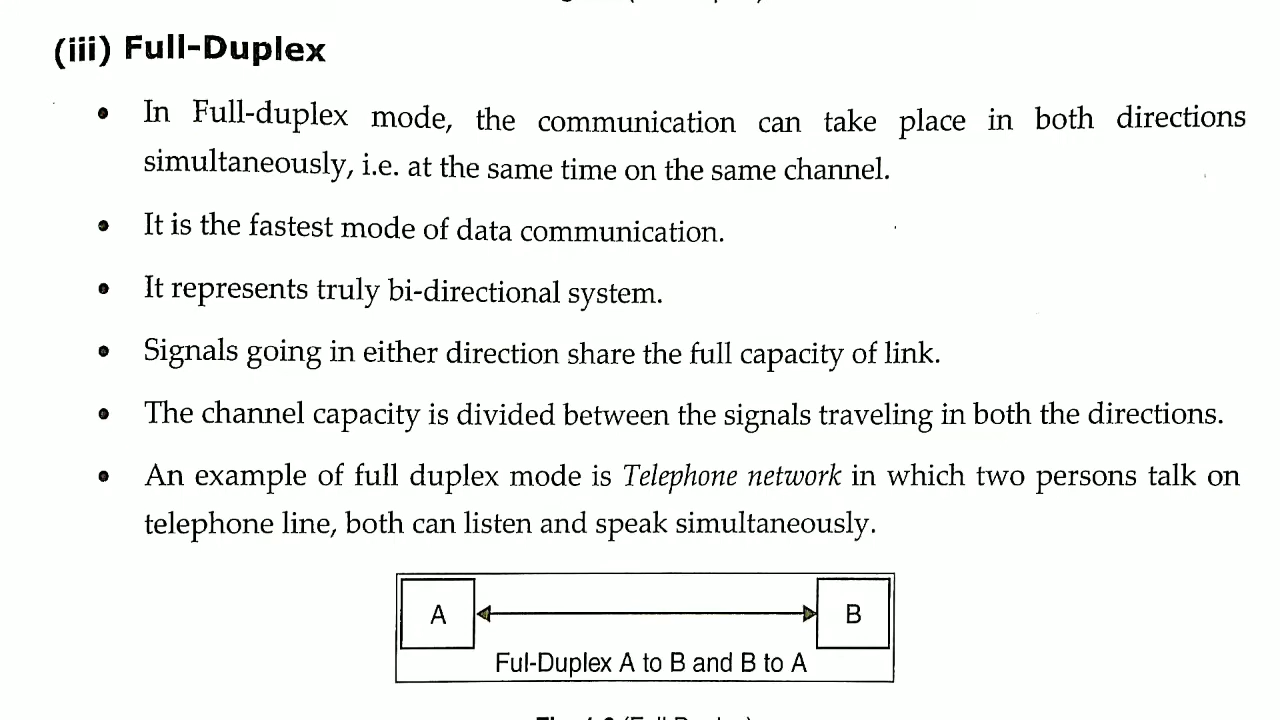 (iii) Full-Duplex
• In Full-duplex mode, the communication can take place in both directions
simultaneously, i.e. at the same time on the same channel.
• It is the fastest mode of data communication.
• It represents truly bi-directional system.
• Signals going in either direction share the full capacity of link.
• The channel capacity is divided between the signals traveling in both the directions.
• An example of full duplex mode is Telephone network in which two persons talk on
telephone line, both can listen and speak simultaneously.
A B
Ful-Duplex A to B and B to A